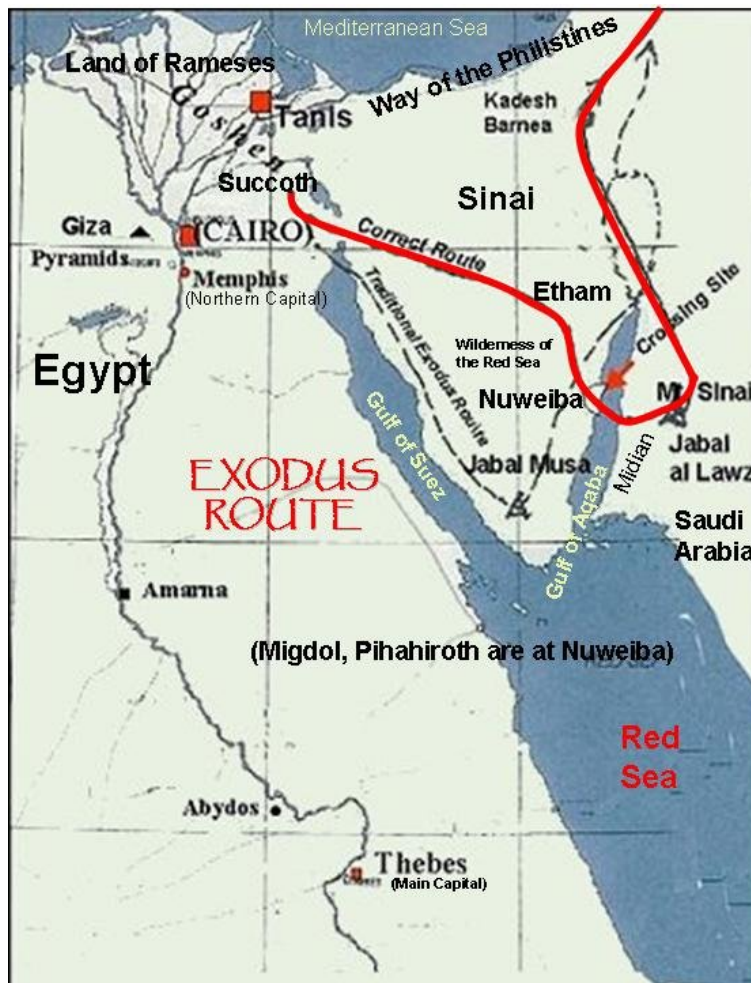 Mediterranean Sea
Land of Rameses
Way of the Philistines
Goshen
Tanis
Kadesh
Barnea
Succoth
Sinai
Giza
(CAIRO)
Pyramids
Correct Route
Memphis
(Northern Capital)
Etham
Crossing Site
Traditional Exodus Rouite
Wilderness of
the Red Sea
Egypt
Nuweiba
Mt Sinai
Gulf of Suez
Jabal
al Lawz
Midian
Jabal Musa
EXODUS
ROUTE
Gulf of Aqaba
Saudi
Arabia
Amarna
(Migdol, Pihahiroth are at Nuweiba)
Red
Sea
Abydos
Thebes
(Main Capital)